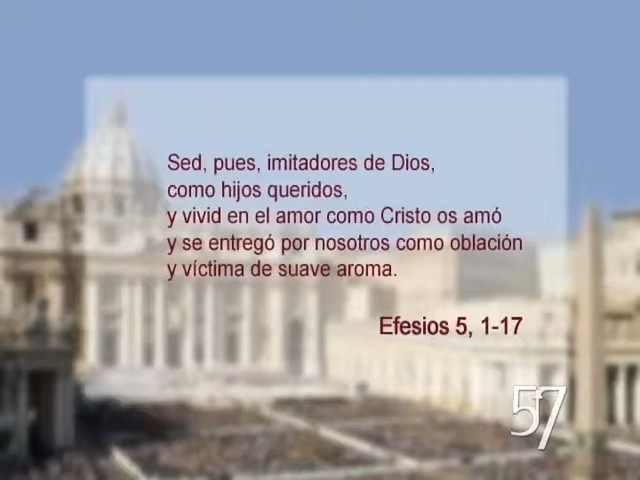 Sed, pues, imitadores de Dios,
como hijos queridos,
y vivid en el amor como Cristo os amó
y se entregó por nosotros como oblación
y víctima de suave aroma.
Efesios 5, 1-17
57